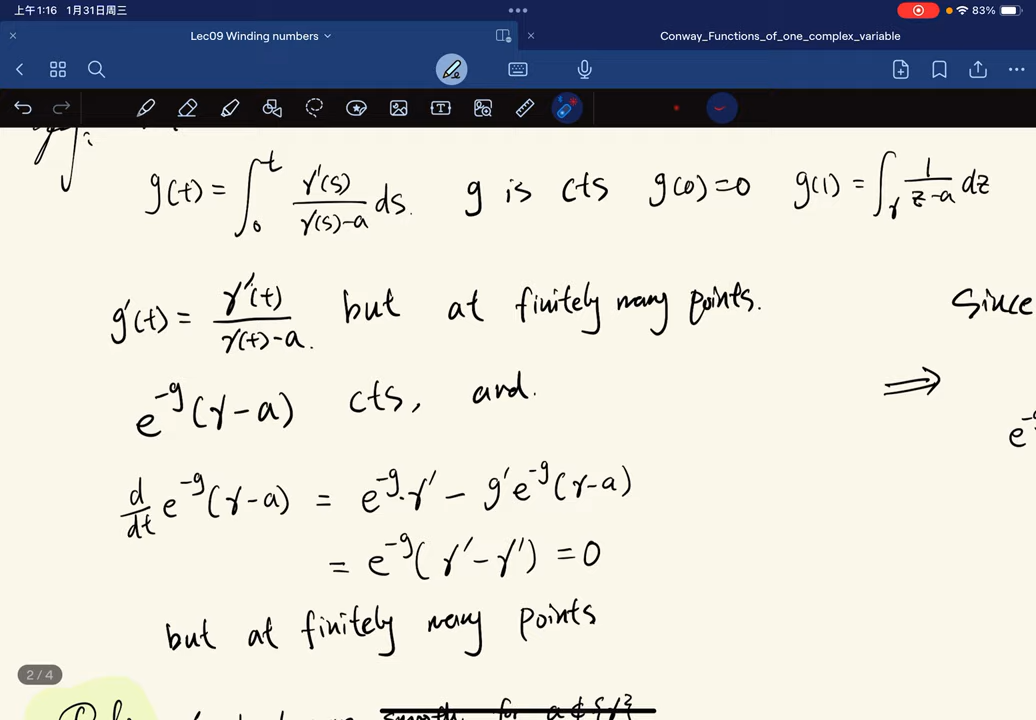 上午1:16 1月31日周三
83%
Lec09 Winding numbers
Conway_Functions_of_one_complex_variable
g(t) = ∫₀ᵗ γ'(s)/(γ(s)-a) ds. g is cts g(0)=0 g(1) = ∫_γ 1/(z-a) dz
g'(t) = γ'(t)/(γ(t)-a). but at finitely many points.
Since
e^{-g}(γ-a) cts, and.
⟹
d/dt e^{-g}(γ-a) = e^{-g}·γ' - g'e^{-g}(γ-a)
= e^{-g}(γ'-γ') = 0
but at finitely many points
2 / 4
smooth for a ∉ {γ}